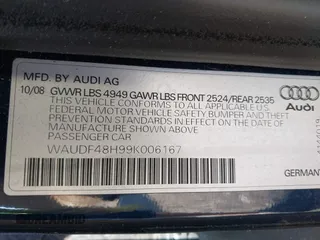 MFD. BY AUDI AG
10/08 GVWR LBS 4949 GAWR LBS FRONT 2524/REAR 2535
THIS VEHICLE CONFORMS TO ALL APPLICABLE U.S.
FEDERAL MOTOR VEHICLE SAFETY BUMPER AND THEFT
PREVENTION STANDARDS IN EFFECT ON THE DATE OF
MANUFACTURE SHOWN ABOVE
PASSENGER CAR
WAUDF48H99K006167
Audi
GERMANY